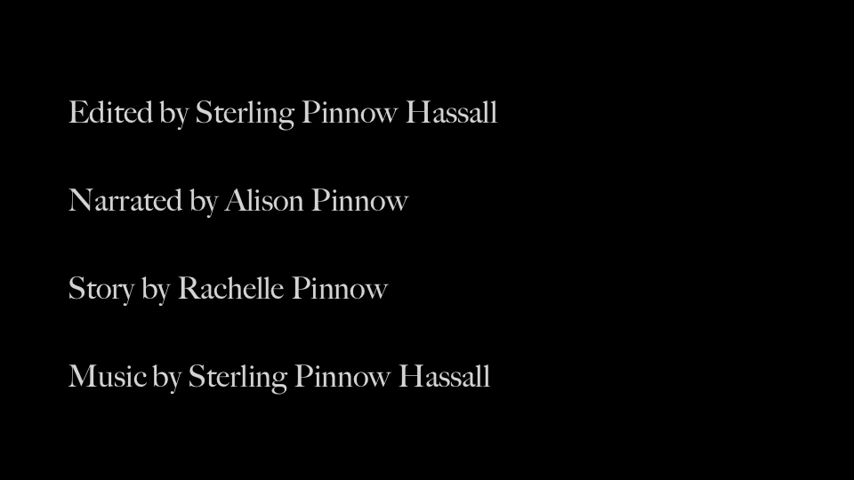 Edited by Sterling Pinnow Hassall
Narrated by Alison Pinnow
Story by Rachelle Pinnow
Music by Sterling Pinnow Hassall